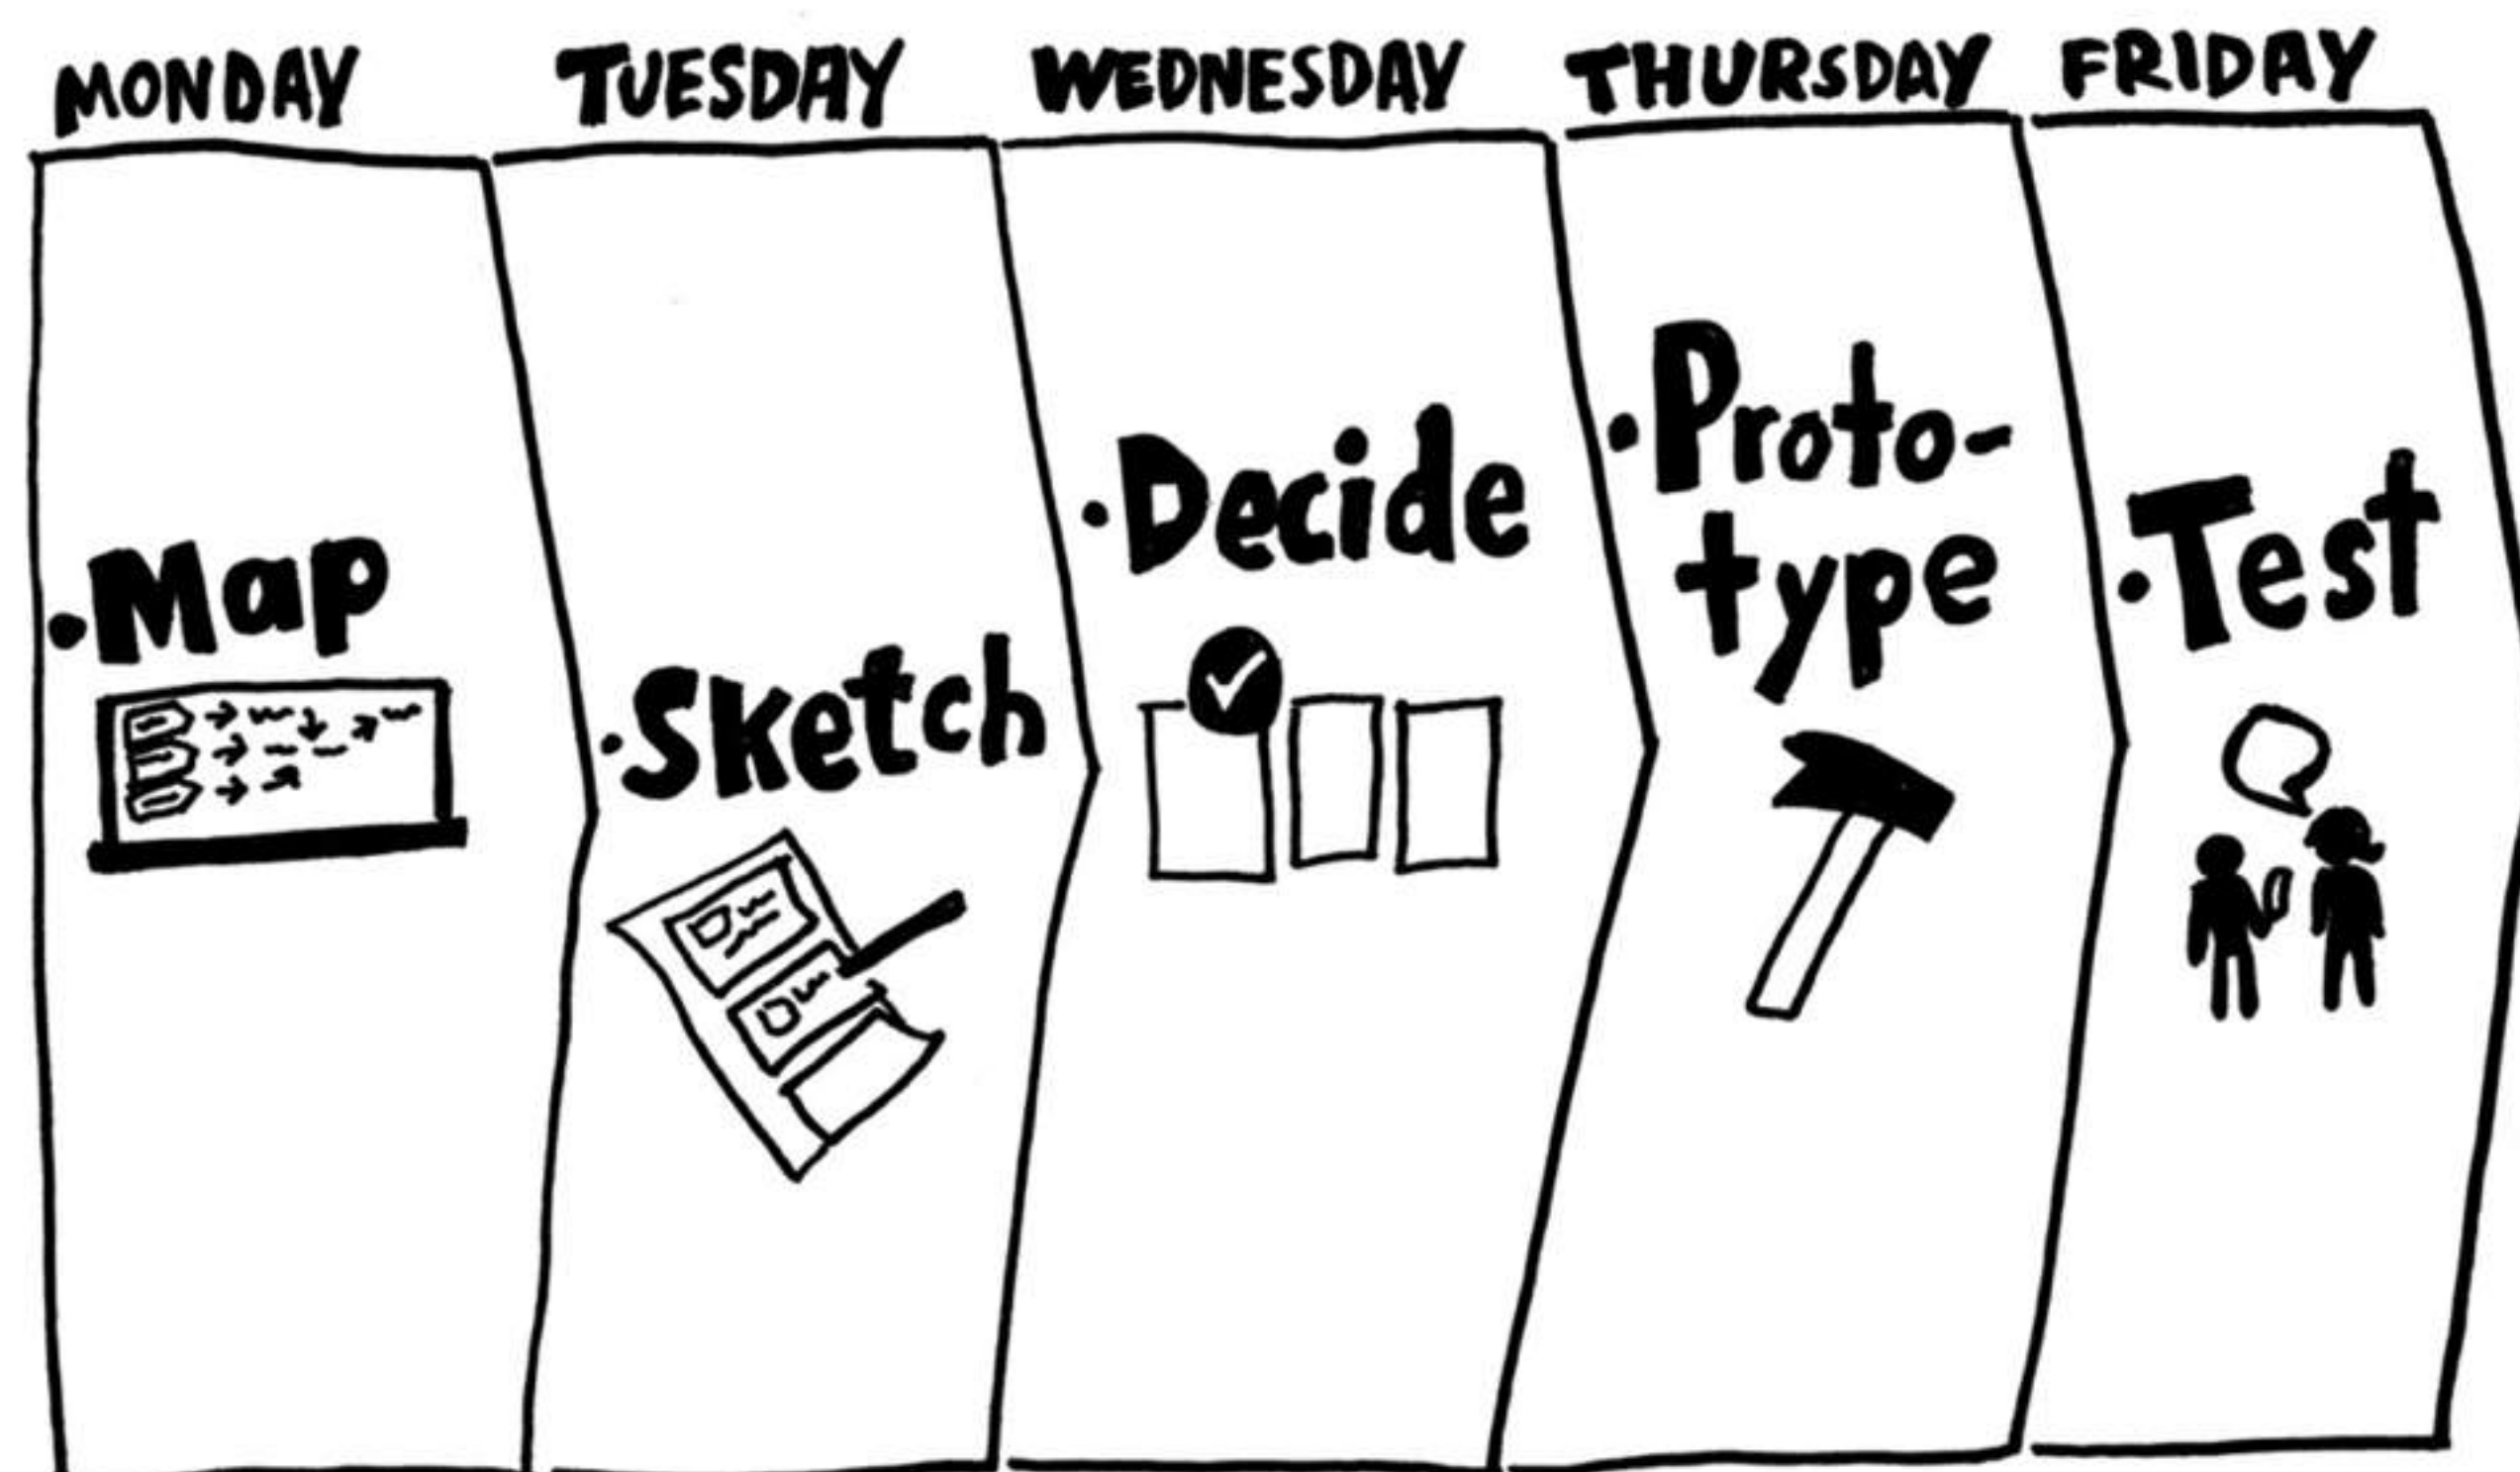 MONDAY
TUESDAY
WEDNESDAY
THURSDAY
FRIDAY
·Map
·Sketch
·Decide
·Proto-
type
·Test